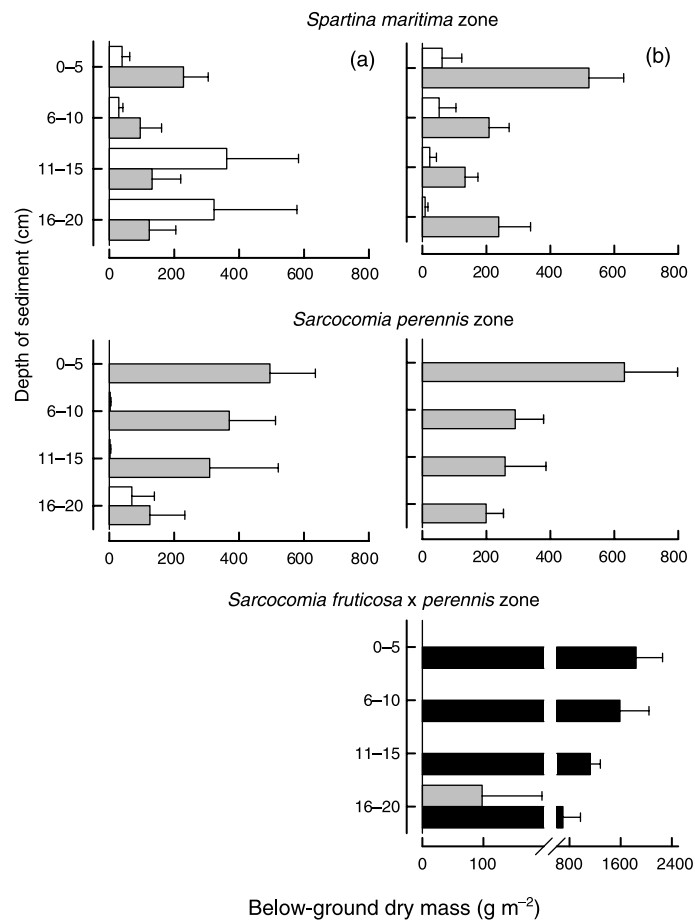 Spartina maritima zone
(a)
(b)
0–5
6–10
11–15
16–20
0 200 400 600 800
0 200 400 600 800
Depth of sediment (cm)
Sarcocomia perennis zone
0–5
6–10
11–15
16–20
0 200 400 600 800
0 200 400 600 800
Sarcocomia fruticosa x perennis zone
0–5
6–10
11–15
16–20
0 100 800 1600 2400
Below-ground dry mass (g m⁻²)